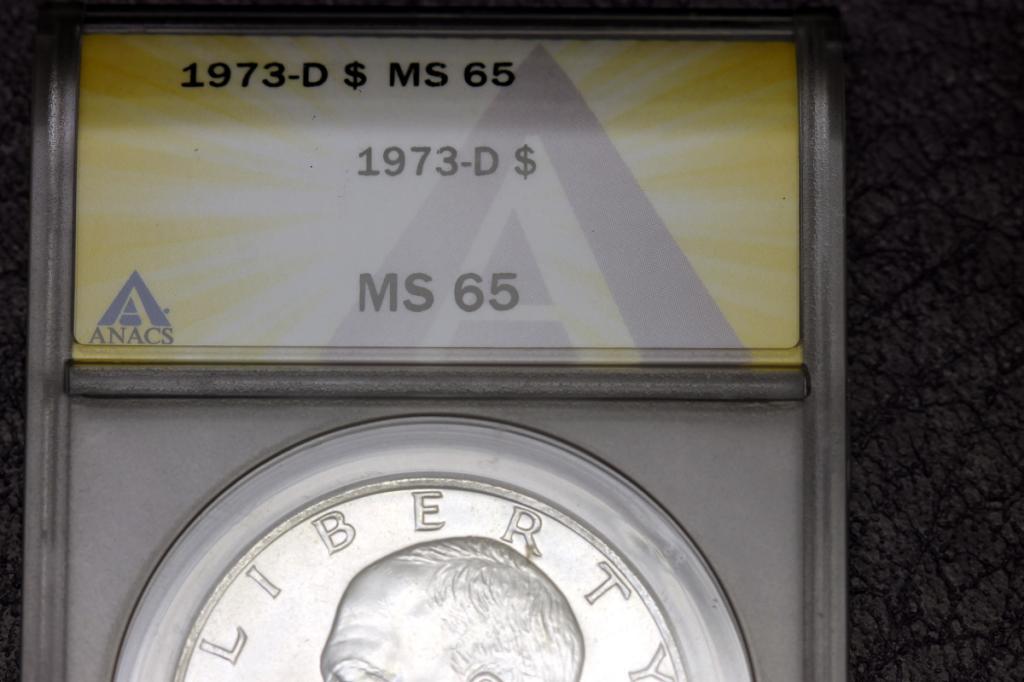 1973-D $ MS 65
1973-D $
MS 65
ANACS
LIBERTY